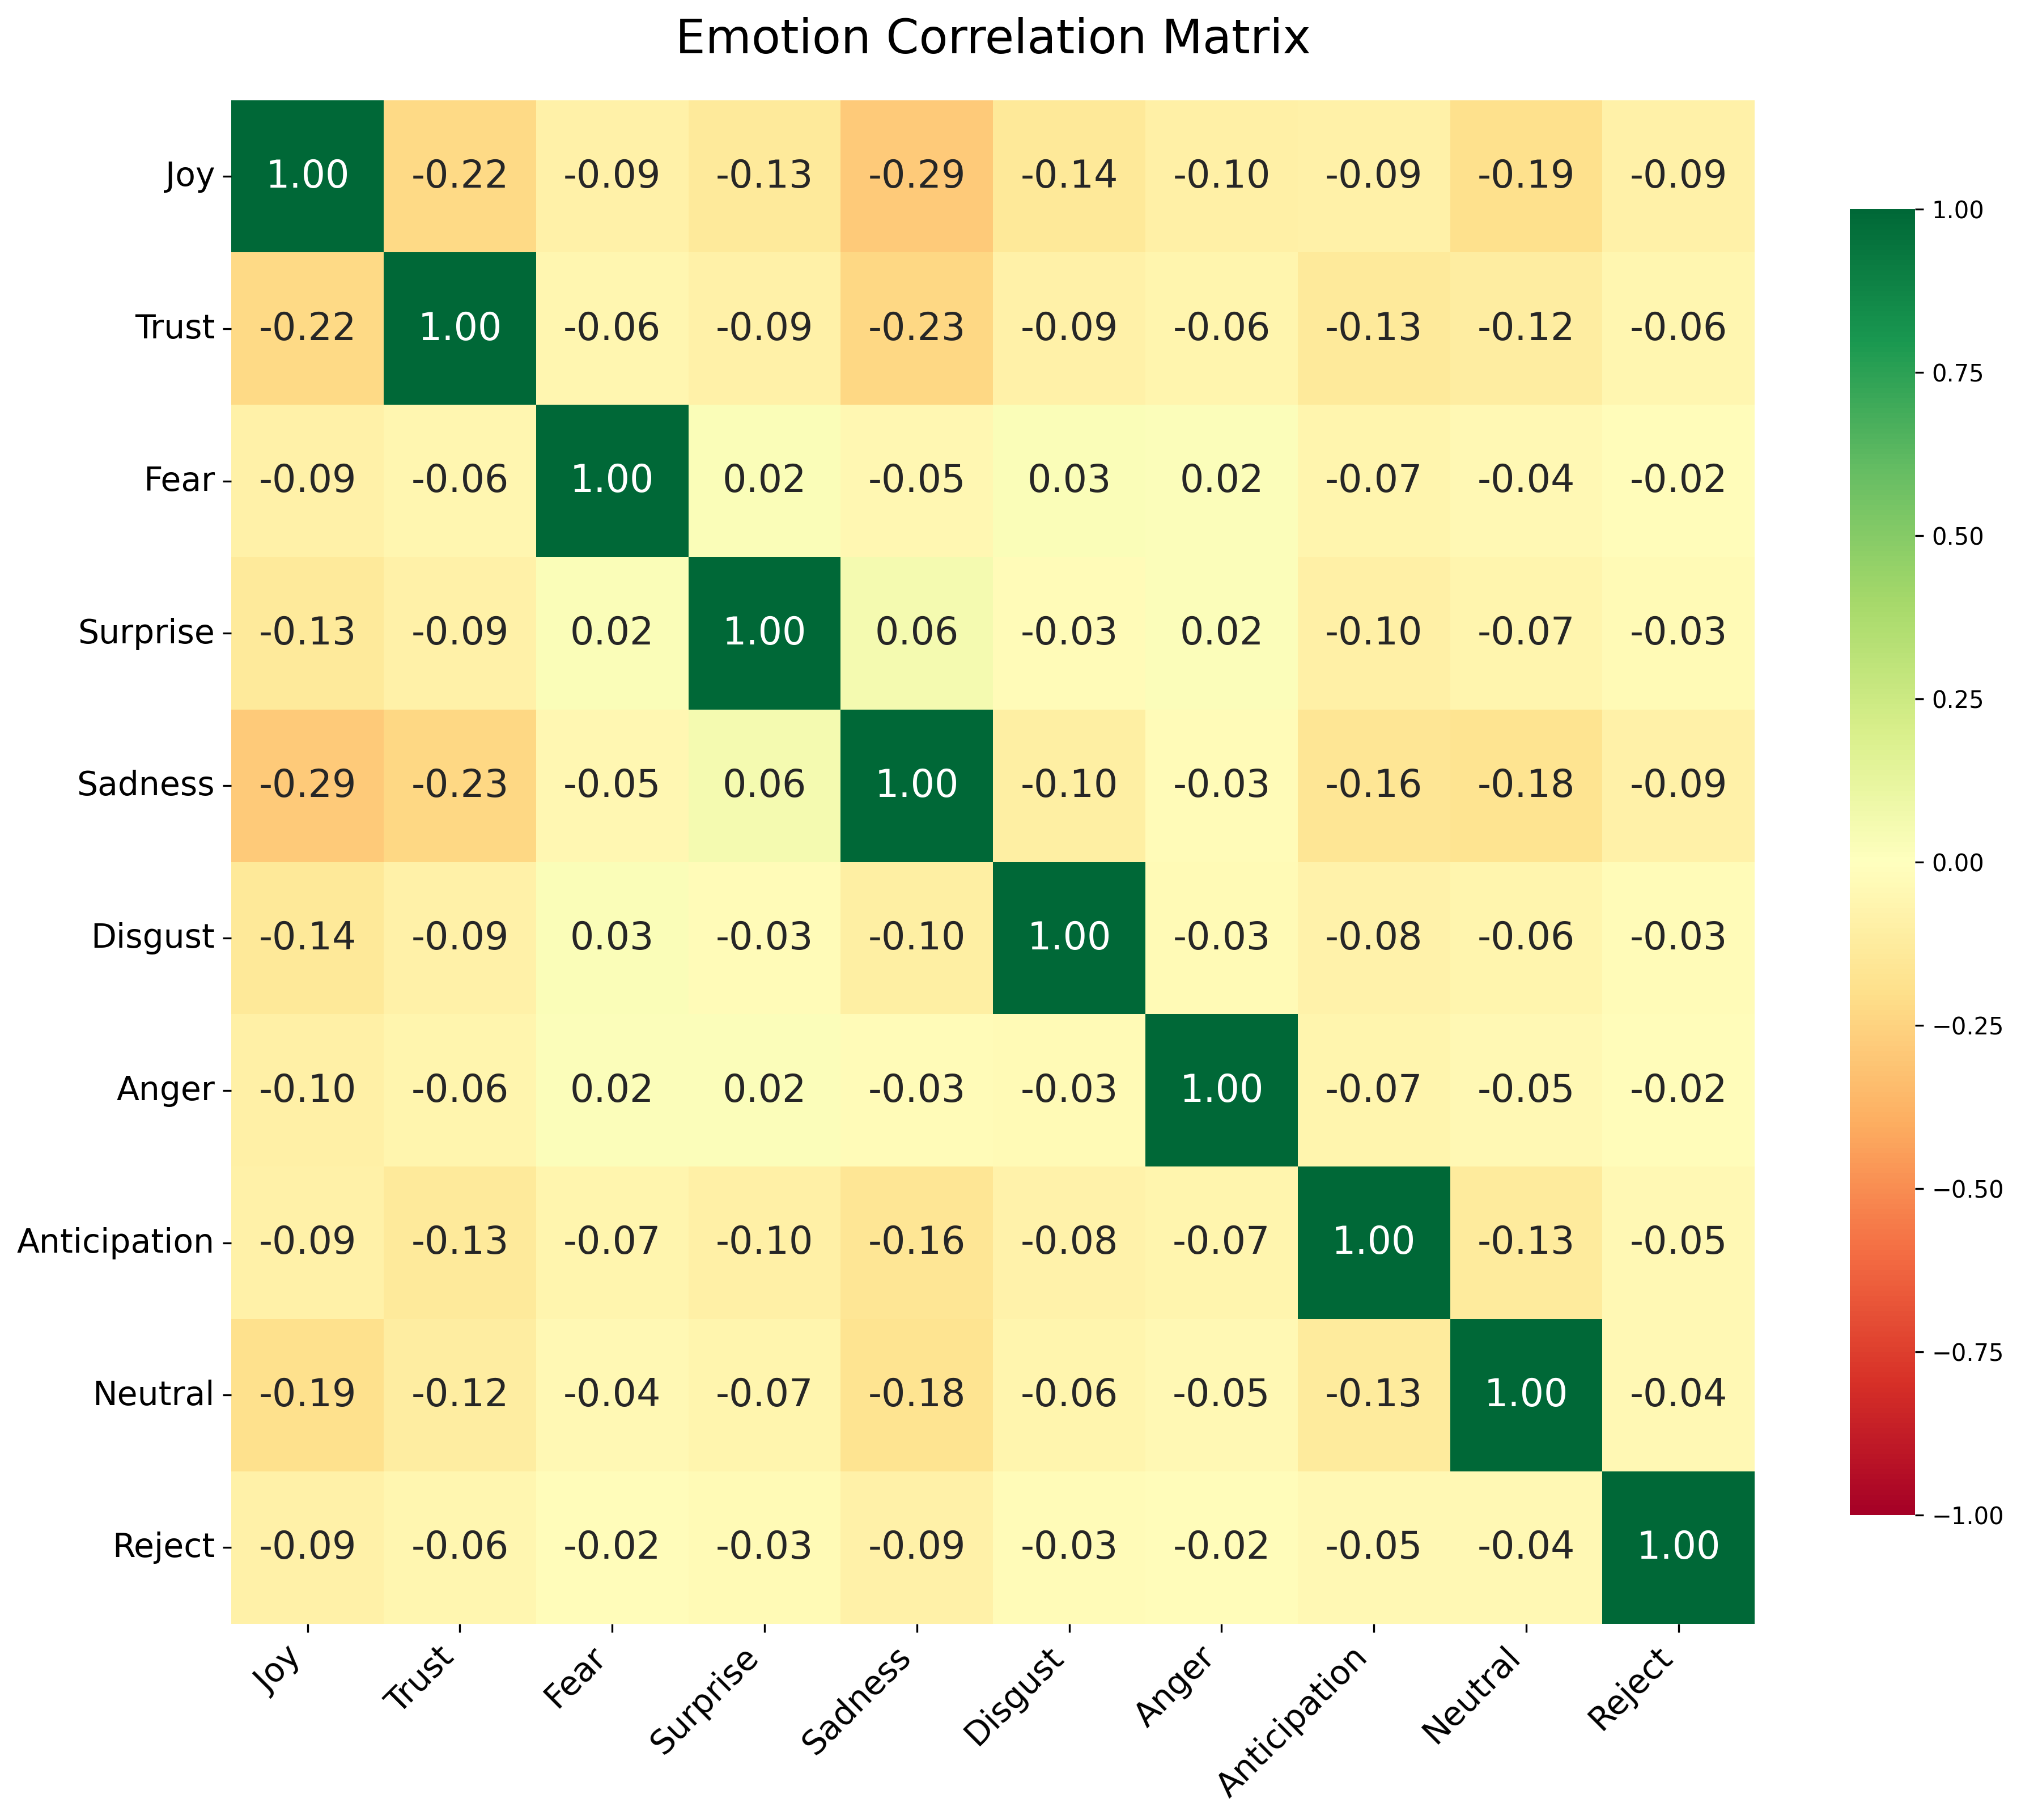 Emotion Correlation Matrix
Joy 1.00 -0.22 -0.09 -0.13 -0.29 -0.14 -0.10 -0.09 -0.19 -0.09
Trust -0.22 1.00 -0.06 -0.09 -0.23 -0.09 -0.06 -0.13 -0.12 -0.06
Fear -0.09 -0.06 1.00 0.02 -0.05 0.03 0.02 -0.07 -0.04 -0.02
Surprise -0.13 -0.09 0.02 1.00 0.06 -0.03 0.02 -0.10 -0.07 -0.03
Sadness -0.29 -0.23 -0.05 0.06 1.00 -0.10 -0.03 -0.16 -0.18 -0.09
Disgust -0.14 -0.09 0.03 -0.03 -0.10 1.00 -0.03 -0.08 -0.06 -0.03
Anger -0.10 -0.06 0.02 0.02 -0.03 -0.03 1.00 -0.07 -0.05 -0.02
Anticipation -0.09 -0.13 -0.07 -0.10 -0.16 -0.08 -0.07 1.00 -0.13 -0.05
Neutral -0.19 -0.12 -0.04 -0.07 -0.18 -0.06 -0.05 -0.13 1.00 -0.04
Reject -0.09 -0.06 -0.02 -0.03 -0.09 -0.03 -0.02 -0.05 -0.04 1.00
Joy Trust Fear Surprise Sadness Disgust Anger Anticipation Neutral Reject
1.00
0.75
0.50
0.25
0.00
−0.25
−0.50
−0.75
−1.00